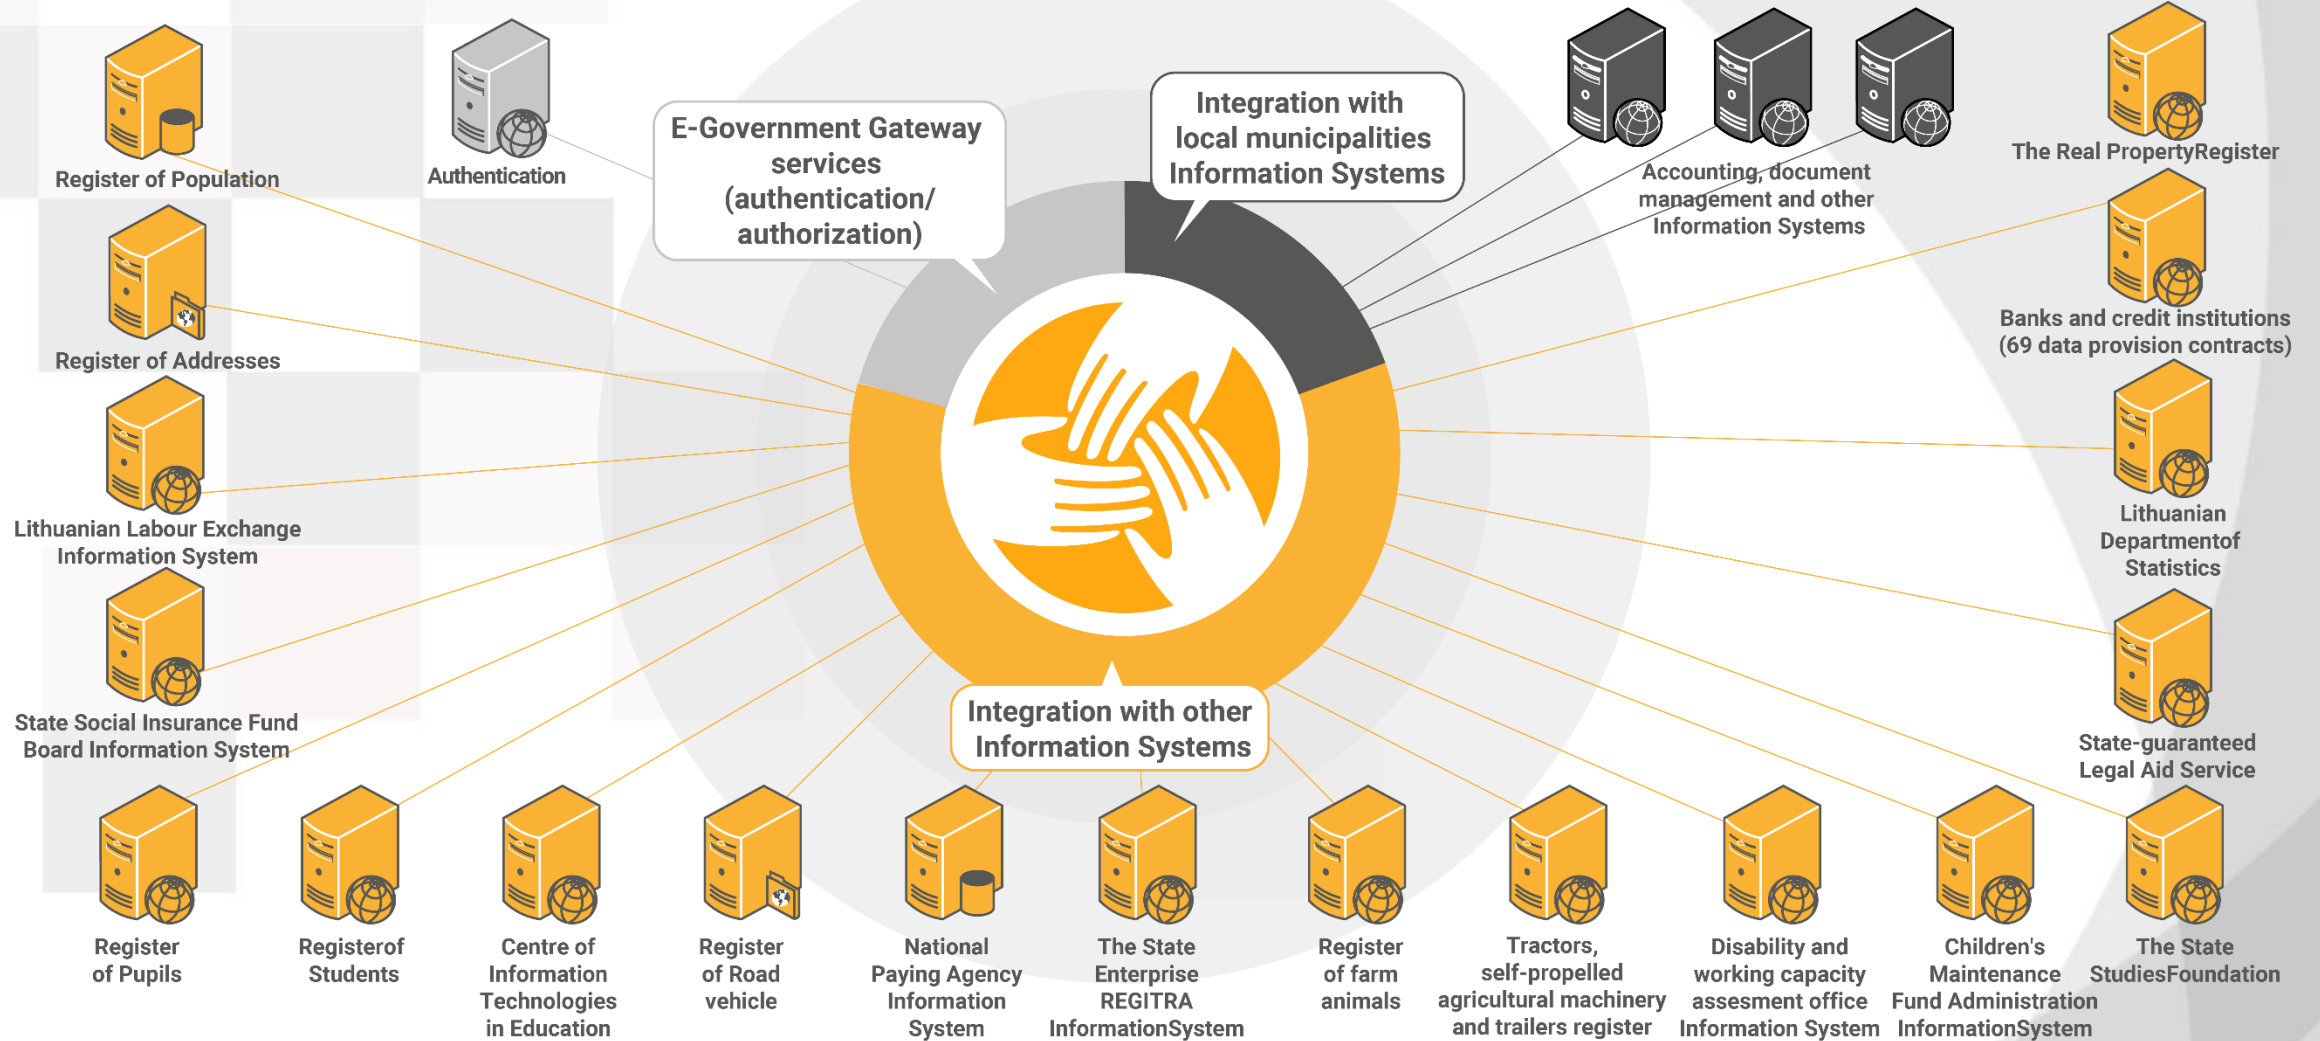 Register of Population
Authentication
E-Government Gateway
services
(authentication/
authorization)
Integration with
local municipalities
Information Systems
Accounting, document
management and other
Information Systems
The Real PropertyRegister
Register of Addresses
Banks and credit institutions
(69 data provision contracts)
Lithuanian Labour Exchange
Information System
Lithuanian
Departmentof
Statistics
State Social Insurance Fund
Board Information System
Integration with other
Information Systems
State-guaranteed
Legal Aid Service
Register
of Pupils
Registerof
Students
Centre of
Information
Technologies
in Education
Register
of Road
vehicle
National
Paying Agency
Information
System
The State
Enterprise
REGITRA
InformationSystem
Register
of farm
animals
Tractors,
self-propelled
agricultural machinery
and trailers register
Disability and
working capacity
assesment office
Information System
Children's
Maintenance
Fund Administration
InformationSystem
The State
StudiesFoundation